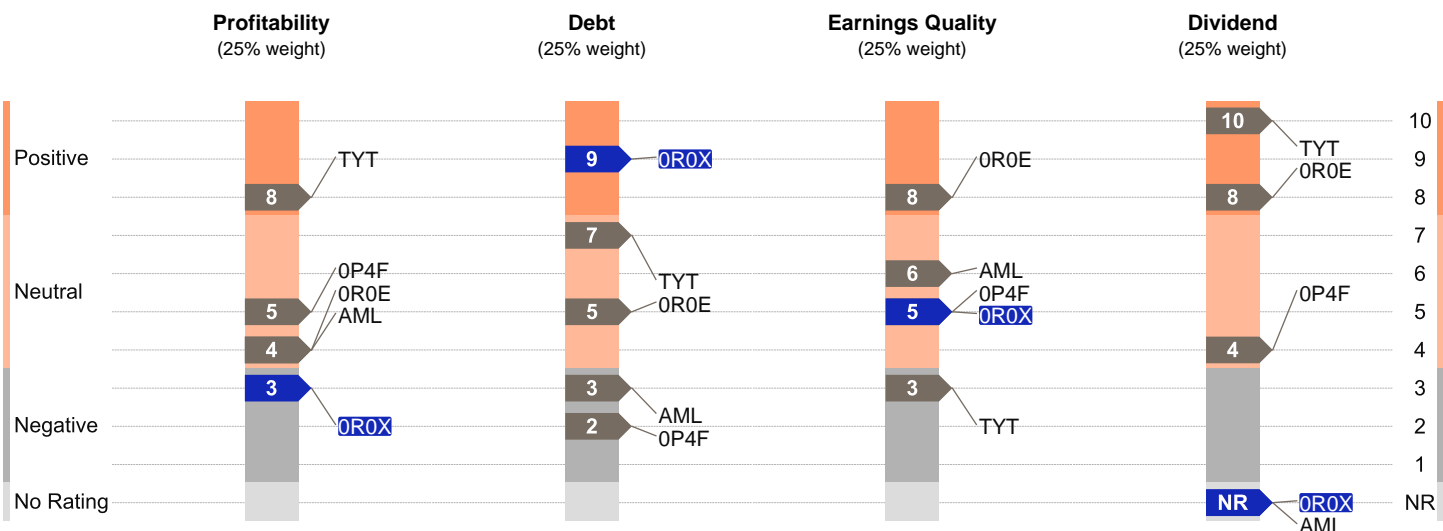 Profitability
(25% weight)
Debt
(25% weight)
Earnings Quality
(25% weight)
Dividend
(25% weight)
Positive
Neutral
Negative
No Rating
8
TYT
5
0P4F
4
0R0E
AML
3
0R0X
9
0R0X
7
TYT
5
0R0E
3
AML
2
0P4F
8
0R0E
6
AML
5
0P4F
0R0X
3
TYT
10
TYT
8
0R0E
4
0P4F
NR
0R0X
AML
10
9
8
7
6
5
4
3
2
1
NR